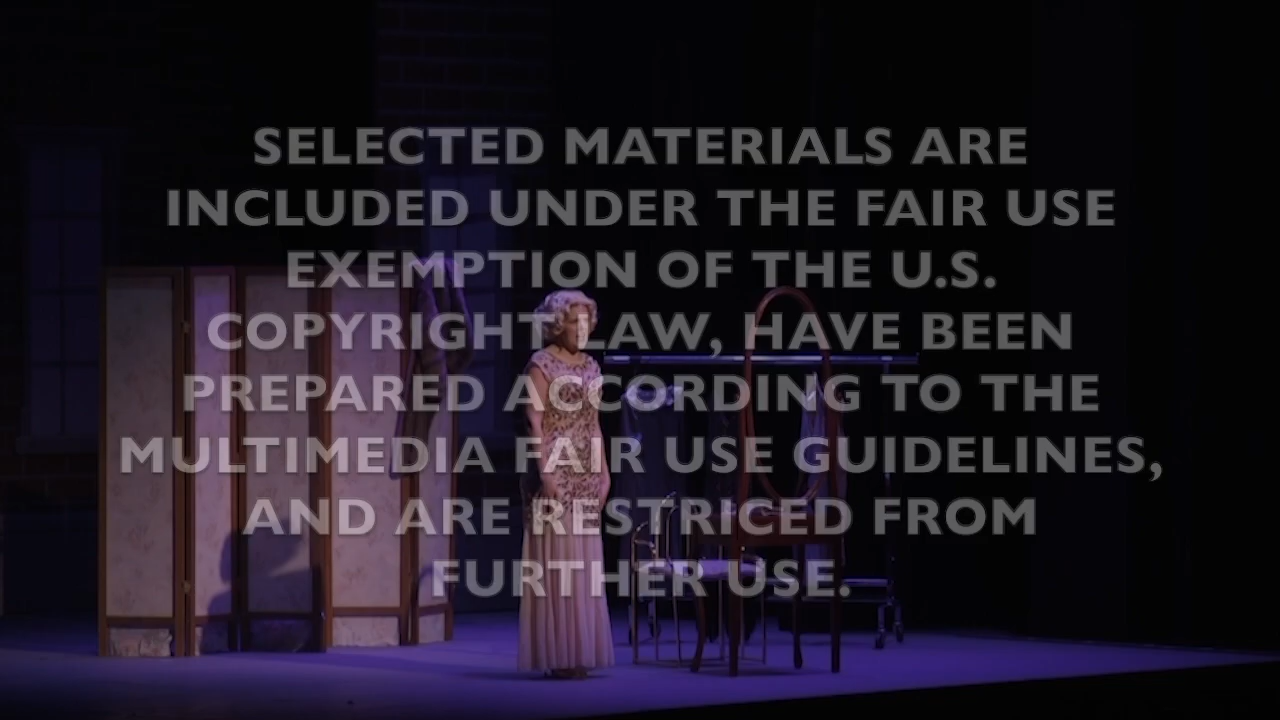 SELECTED MATERIALS ARE
INCLUDED UNDER THE FAIR USE
EXEMPTION OF THE U.S.
COPYRIGHT LAW, HAVE BEEN
PREPARED ACCORDING TO THE
MULTIMEDIA FAIR USE GUIDELINES,
AND ARE RESTRICED FROM
FURTHER USE.